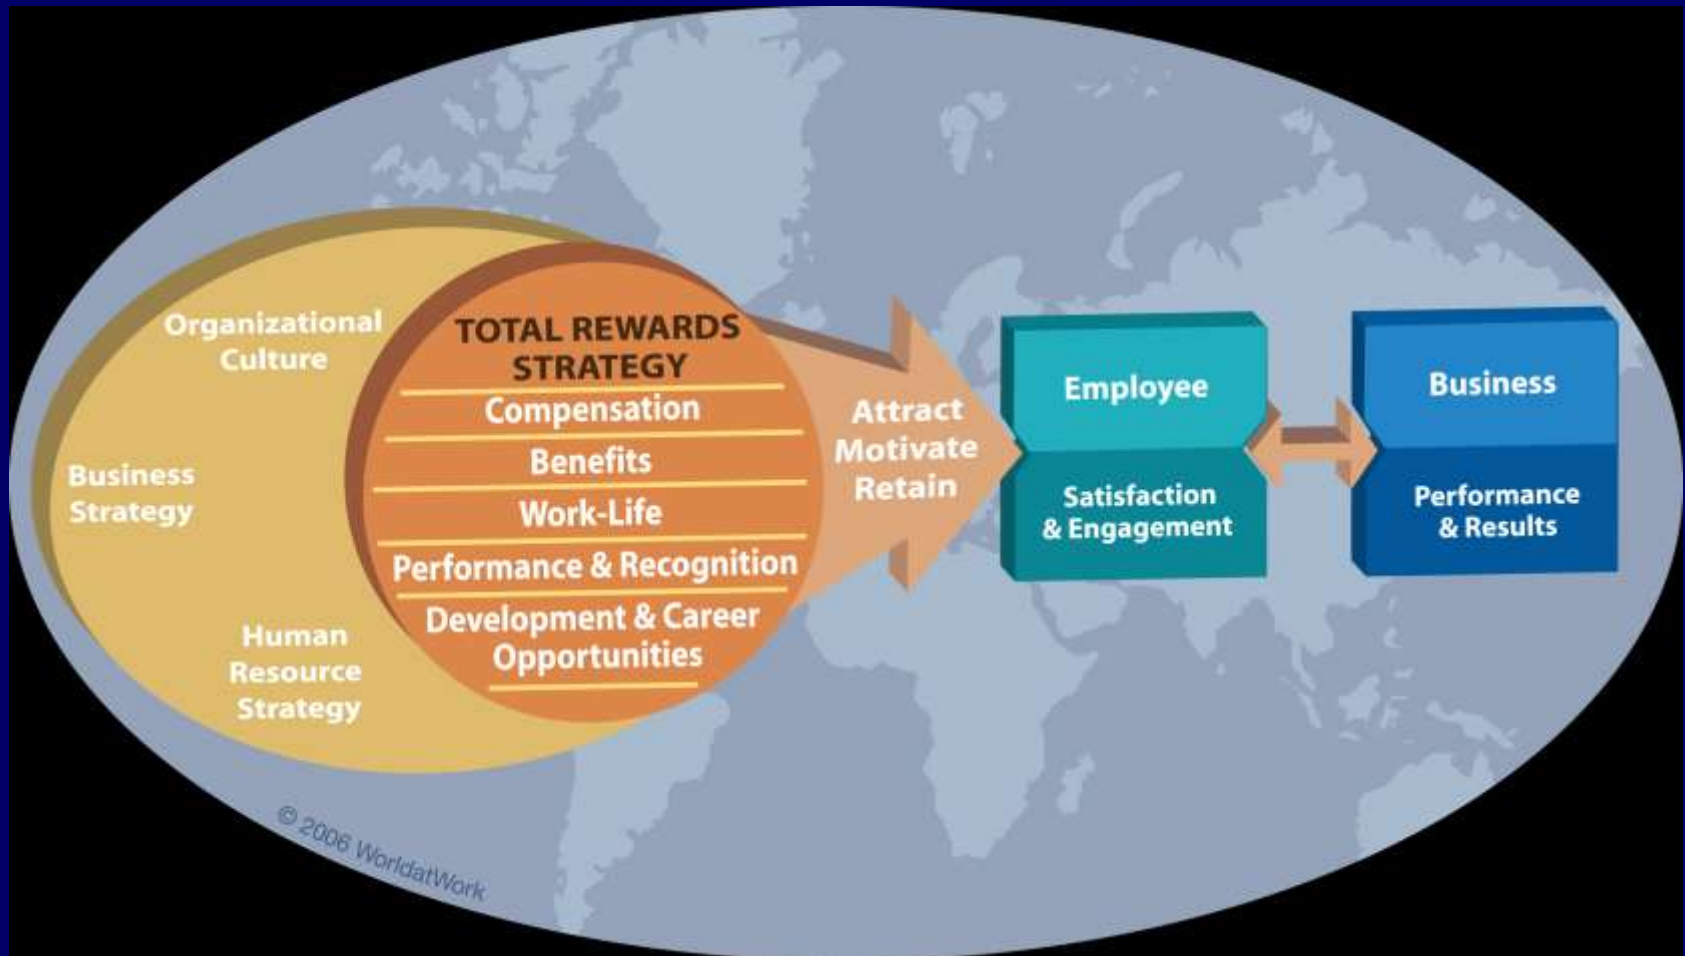 Organizational
Culture
Business
Strategy
Human
Resource
Strategy
TOTAL REWARDS
STRATEGY
Compensation
Benefits
Work-Life
Performance & Recognition
Development & Career
Opportunities
Attract
Motivate
Retain
Employee
Satisfaction
& Engagement
Business
Performance
& Results
© 2006 WorldatWork